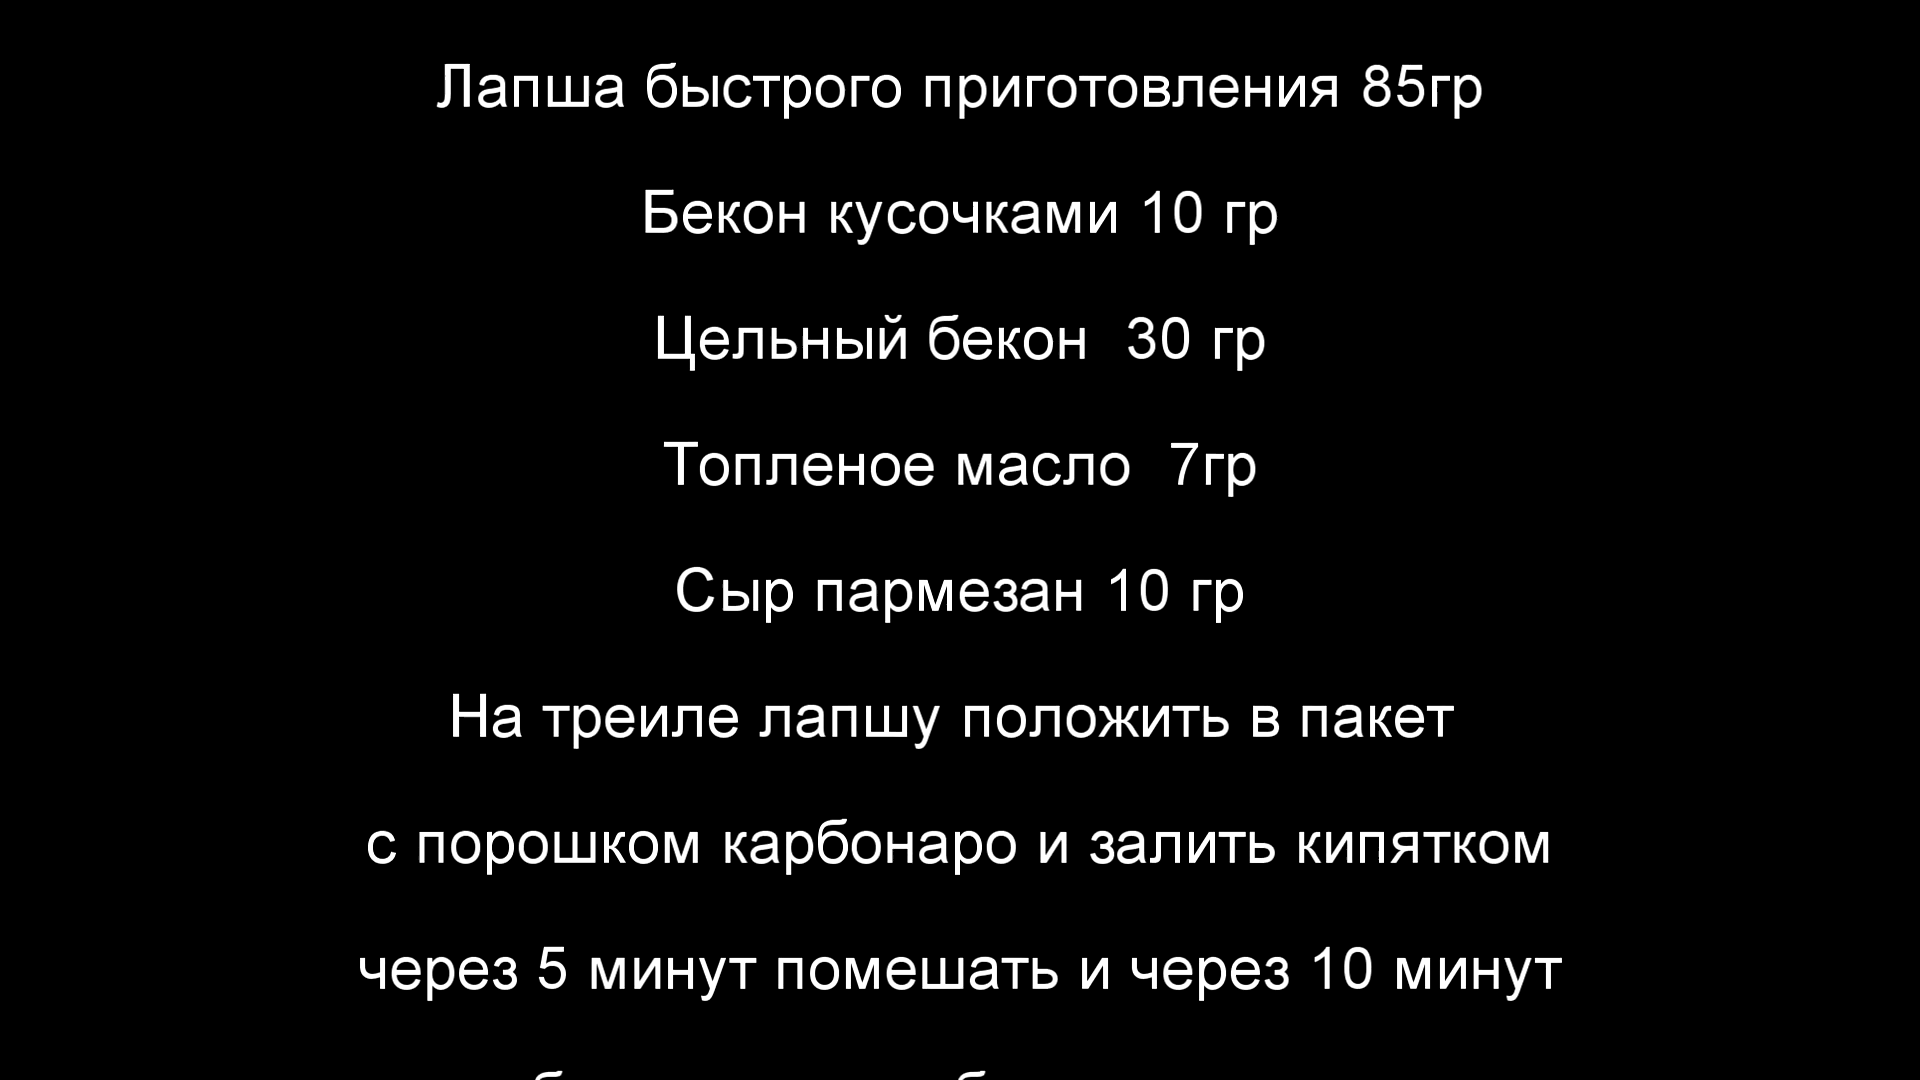 Лапша быстрого приготовления 85гр
Бекон кусочками 10 гр
Цельный бекон  30 гр
Топленое масло  7гр
Сыр пармезан 10 гр
На треиле лапшу положить в пакет
с порошком карбонаро и залить кипятком
через 5 минут помешать и через 10 минут